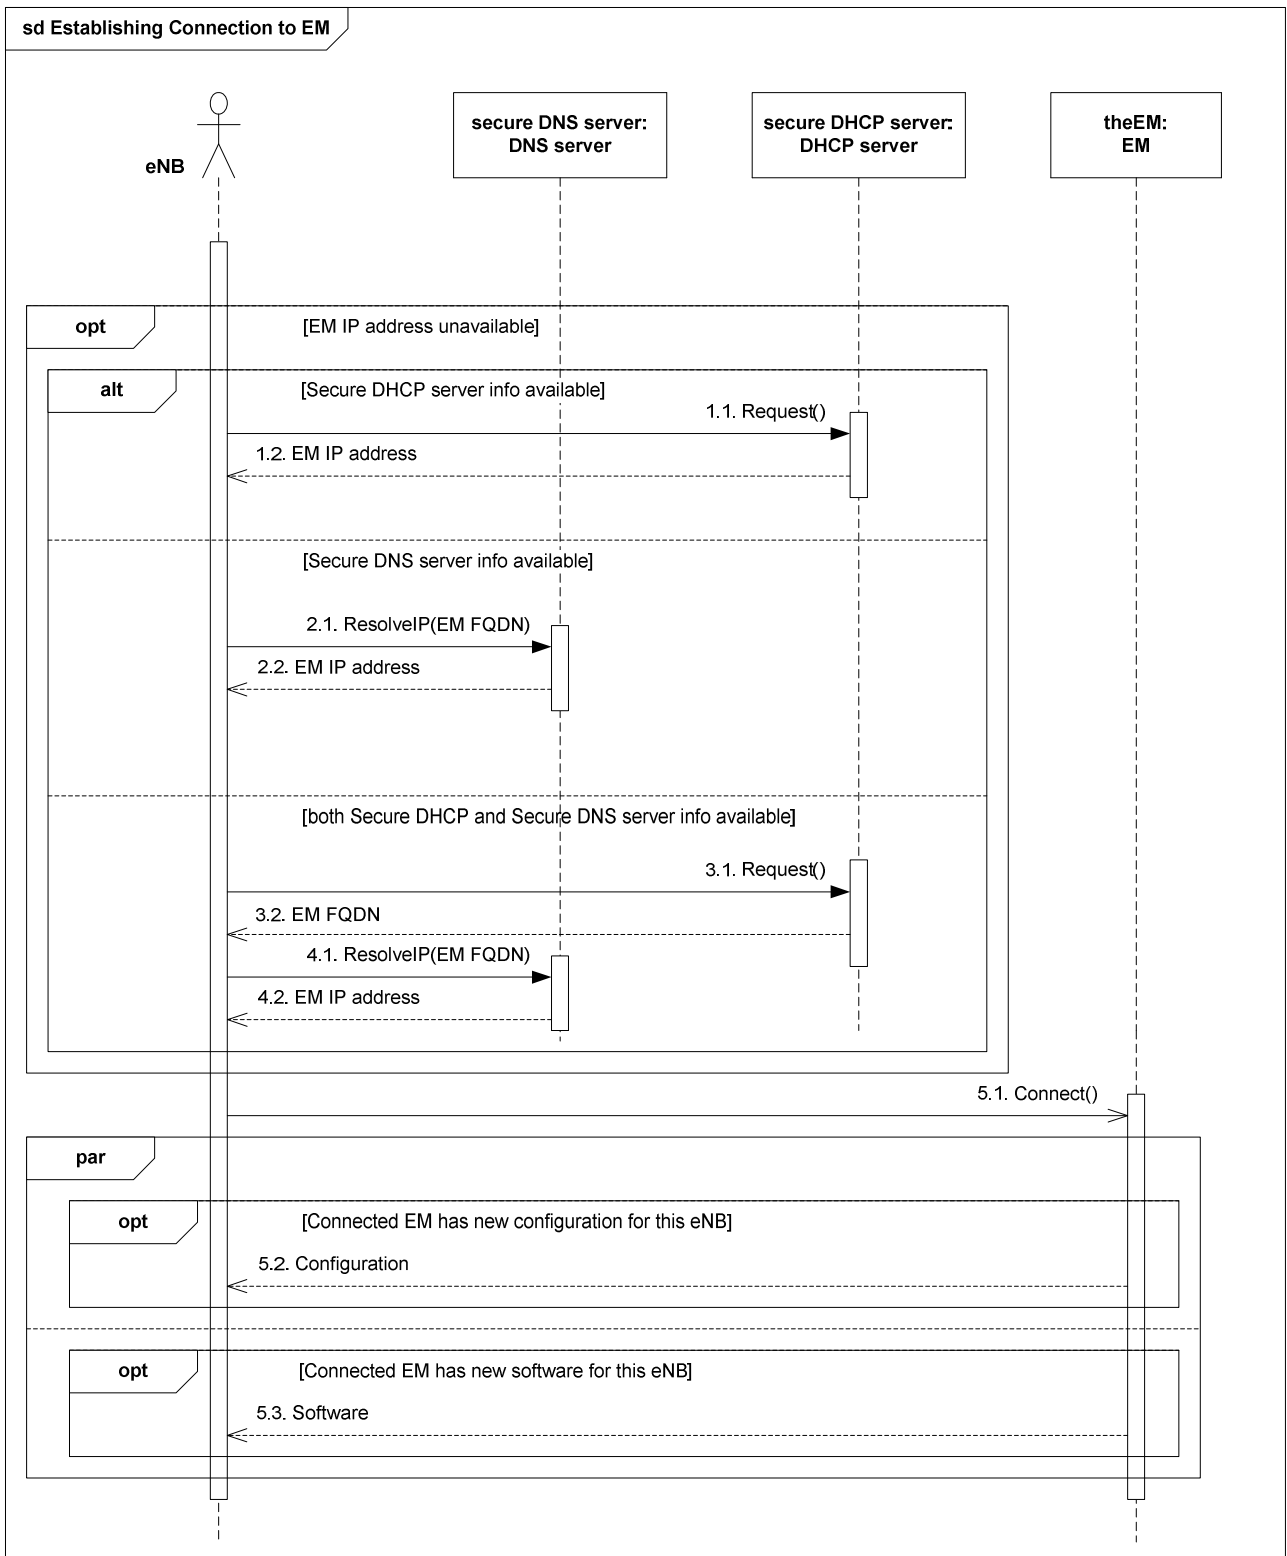 sd Establishing Connection to EM
eNB
secure DNS server:
DNS server
secure DHCP server:
DHCP server
theEM:
EM
opt
[EM IP address unavailable]
alt
[Secure DHCP server info available]
1.1. Request()
1.2. EM IP address
[Secure DNS server info available]
2.1. ResolveIP(EM FQDN)
2.2. EM IP address
[both Secure DHCP and Secure DNS server info available]
3.1. Request()
3.2. EM FQDN
4.1. ResolveIP(EM FQDN)
4.2. EM IP address
5.1. Connect()
par
opt
[Connected EM has new configuration for this eNB]
5.2. Configuration
opt
[Connected EM has new software for this eNB]
5.3. Software